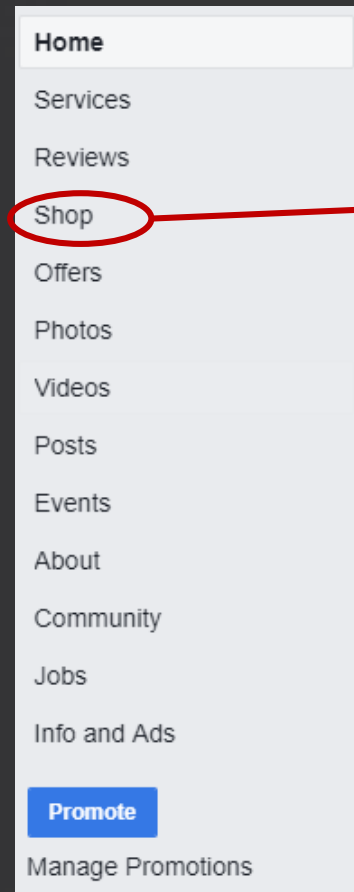 Home
Services
Reviews
Shop
Offers
Photos
Videos
Posts
Events
About
Community
Jobs
Info and Ads
Promote
Manage Promotions